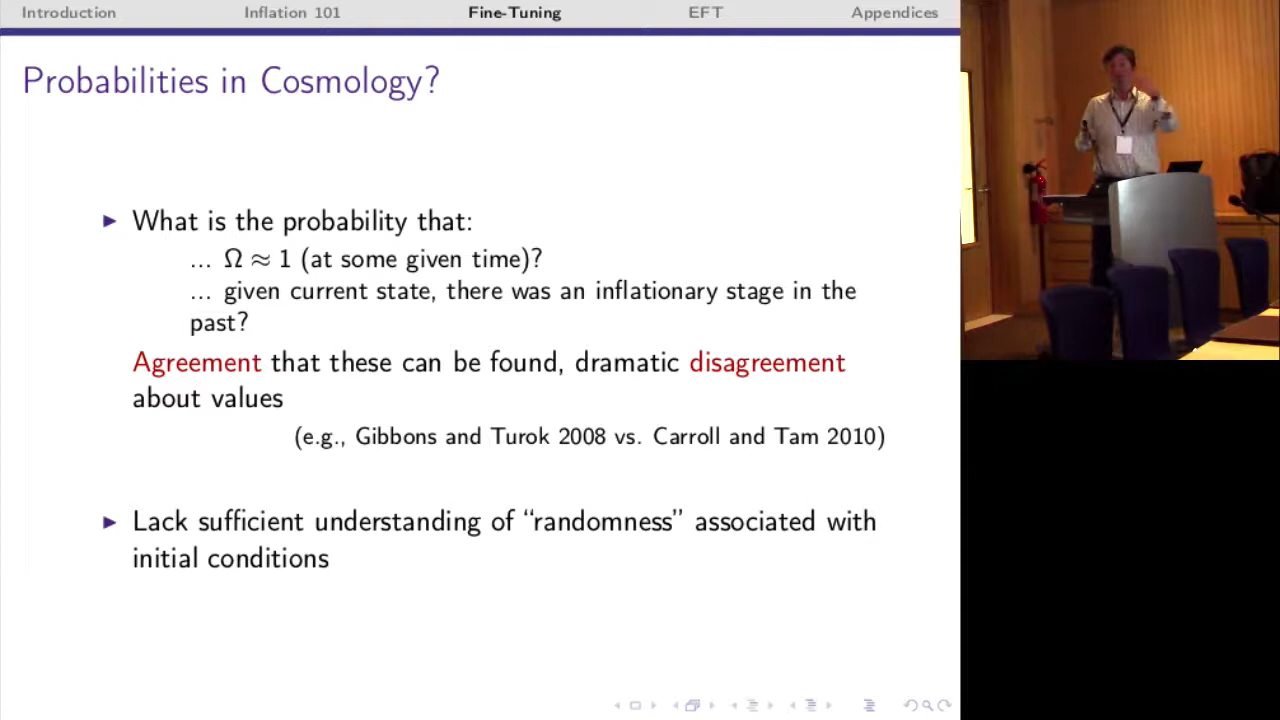 Introduction Inflation 101 Fine-Tuning EFT Appendices
Probabilities in Cosmology?
► What is the probability that:
... Ω ≈ 1 (at some given time)?
... given current state, there was an inflationary stage in the
past?
Agreement that these can be found, dramatic disagreement
about values
(e.g., Gibbons and Turok 2008 vs. Carroll and Tam 2010)
► Lack sufficient understanding of “randomness” associated with
initial conditions